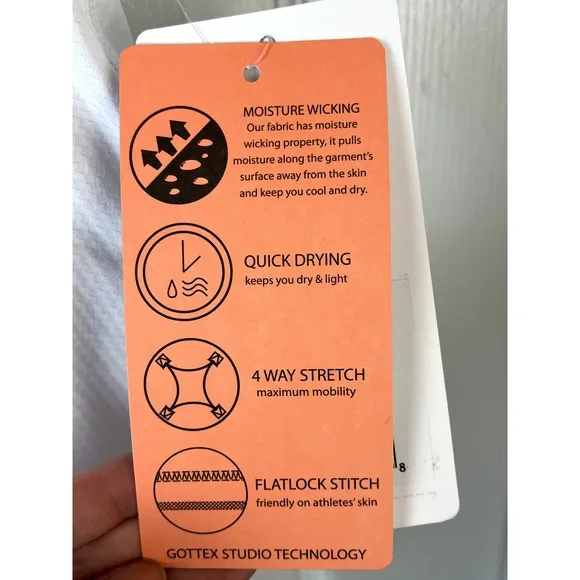 MOISTURE WICKING
Our fabric has moisture
wicking property, it pulls
moisture along the garment's
surface away from the skin
and keep you cool and dry.
QUICK DRYING
keeps you dry & light
4 WAY STRETCH
maximum mobility
FLATLOCK STITCH
friendly on athletes' skin
GOTTEX STUDIO TECHNOLOGY
8